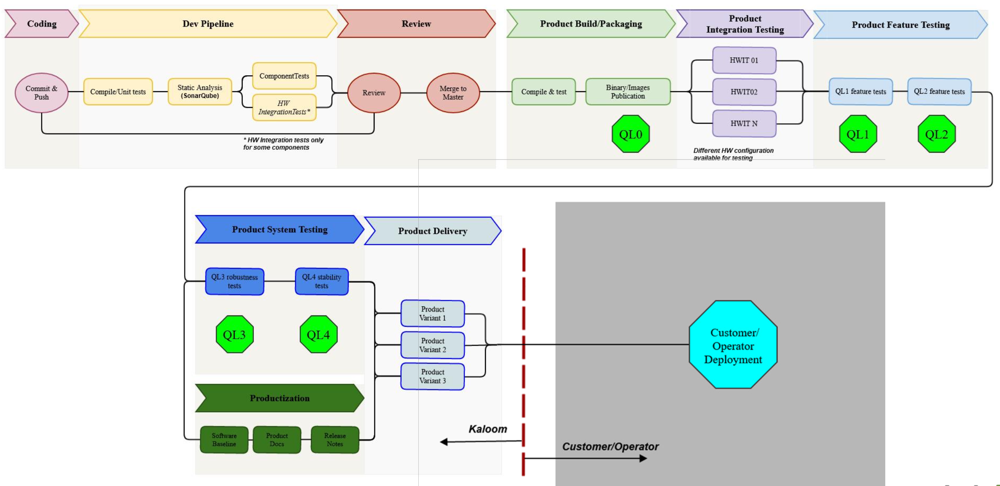 Coding
Dev Pipeline
Review
Product Build/Packaging
Product
Integration Testing
Product Feature Testing
Commit &
Push
Compile/Unit tests
Static Analysis
(SonarQube)
ComponentTests
HW
IntegrationTests*
Review
Merge to
Master
Compile & test
Binary/Images
Publication
HWIT 01
HWIT02
HWIT N
QL1 feature tests
QL2 feature tests
QL0
QL1
QL2
* HW Integration tests only
for some components
Different HW configuration
available for testing
Product System Testing
Product Delivery
QL3 robustness
tests
QL4 stability
tests
QL3
QL4
Product
Variant 1
Product
Variant 2
Product
Variant 3
Customer/
Operator
Deployment
Productization
Software
Baseline
Product
Docs
Release
Notes
Kaloom
Customer/Operator